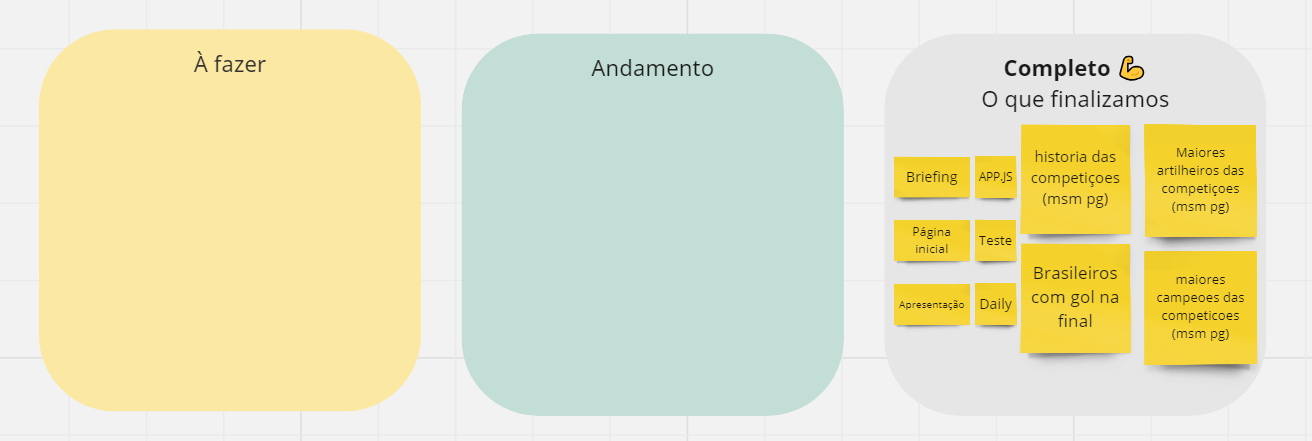 À fazer
Andamento
Completo 💪
O que finalizamos
Briefing
APP.JS
historia das
competiçoes
(msm pg)
Maiores
artilheiros das
competiçoes
(msm pg)
Página
inicial
Teste
Brasileiros
com gol na
final
maiores
campeoes das
competicoes
(msm pg)
Apresentação
Daily